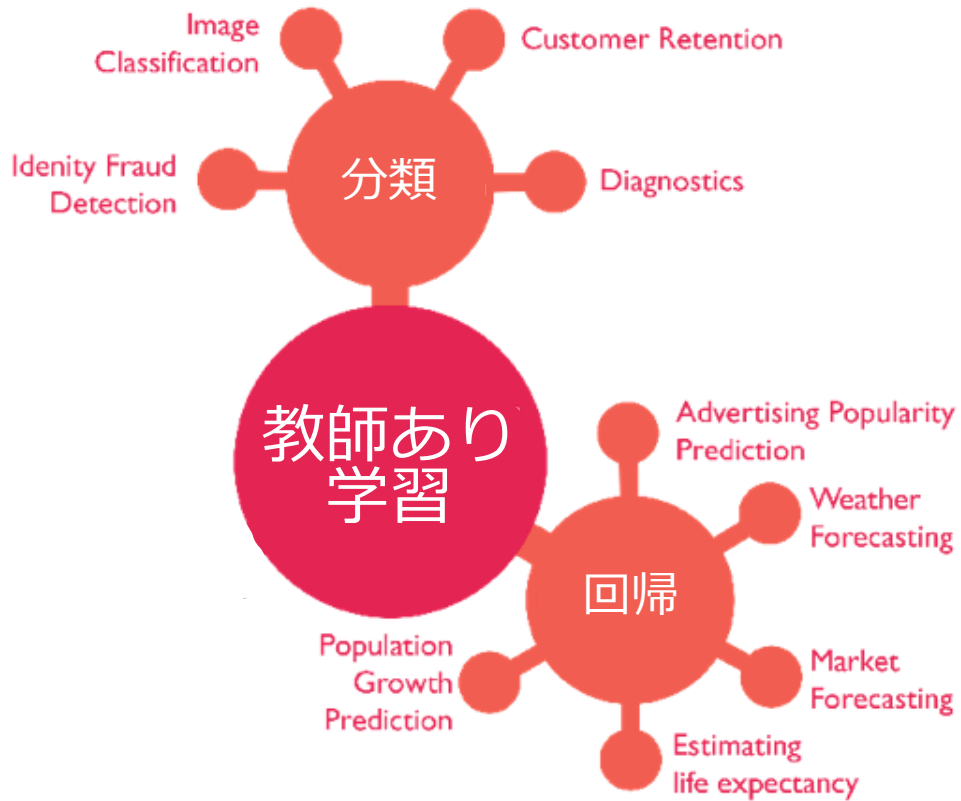 Image
Classification
Customer Retention
Idenity Fraud
Detection
分類
Diagnostics
教師あり
学習
Advertising Popularity
Prediction
Weather
Forecasting
回帰
Population
Growth
Prediction
Market
Forecasting
Estimating
life expectancy